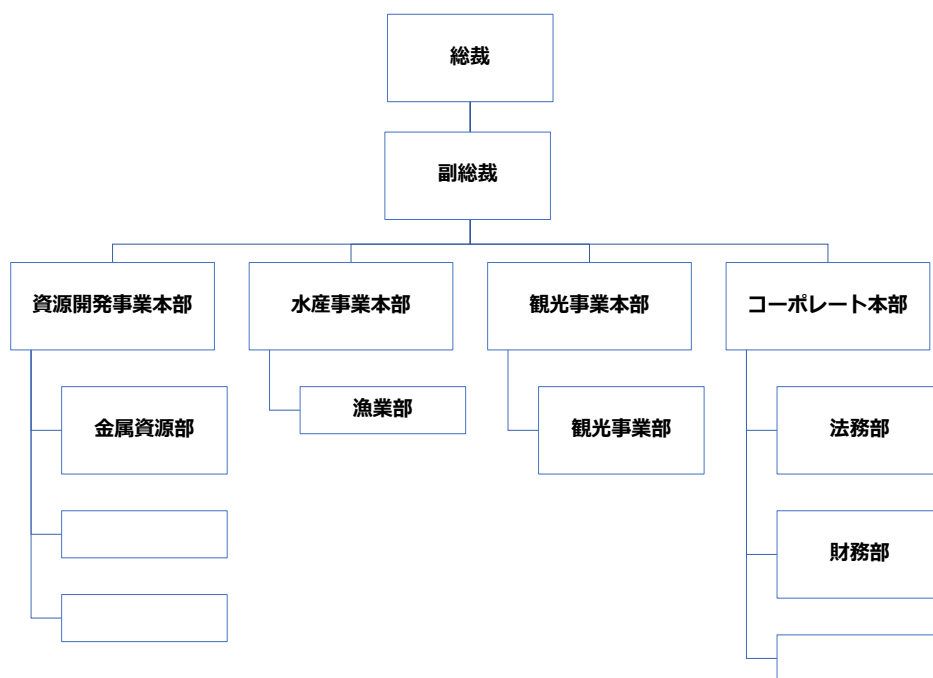 総裁
副総裁
資源開発事業本部
水産事業本部
観光事業本部
コーポレート本部
金属資源部
漁業部
観光事業部
法務部
財務部